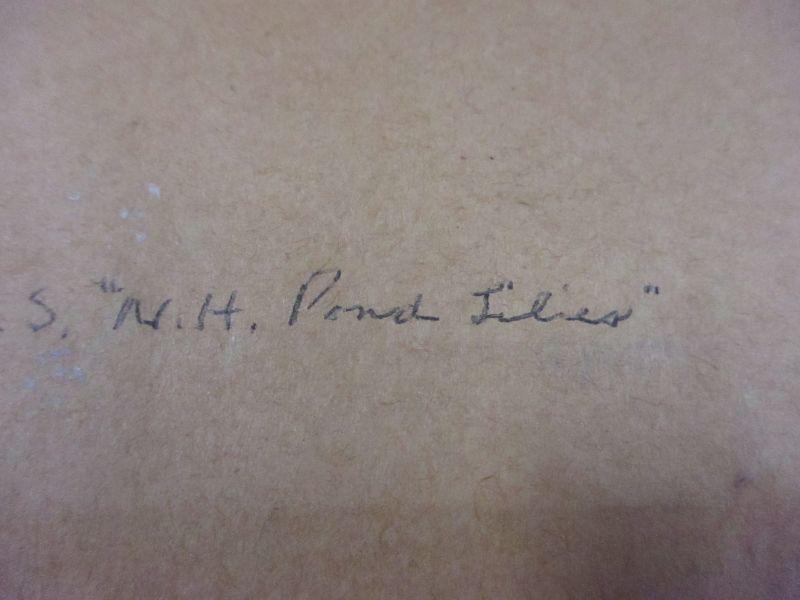 . S. "N.H. Pond Lilies"